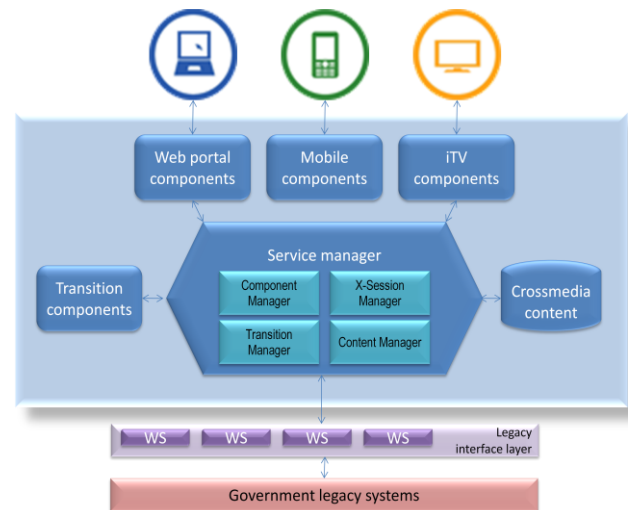 Web portal
components
Mobile
components
iTV
components
Service manager
Transition
components
Component
Manager
X-Session
Manager
Transition
Manager
Content Manager
Crossmedia
content
WS
WS
WS
WS
Legacy
interface layer
Government legacy systems